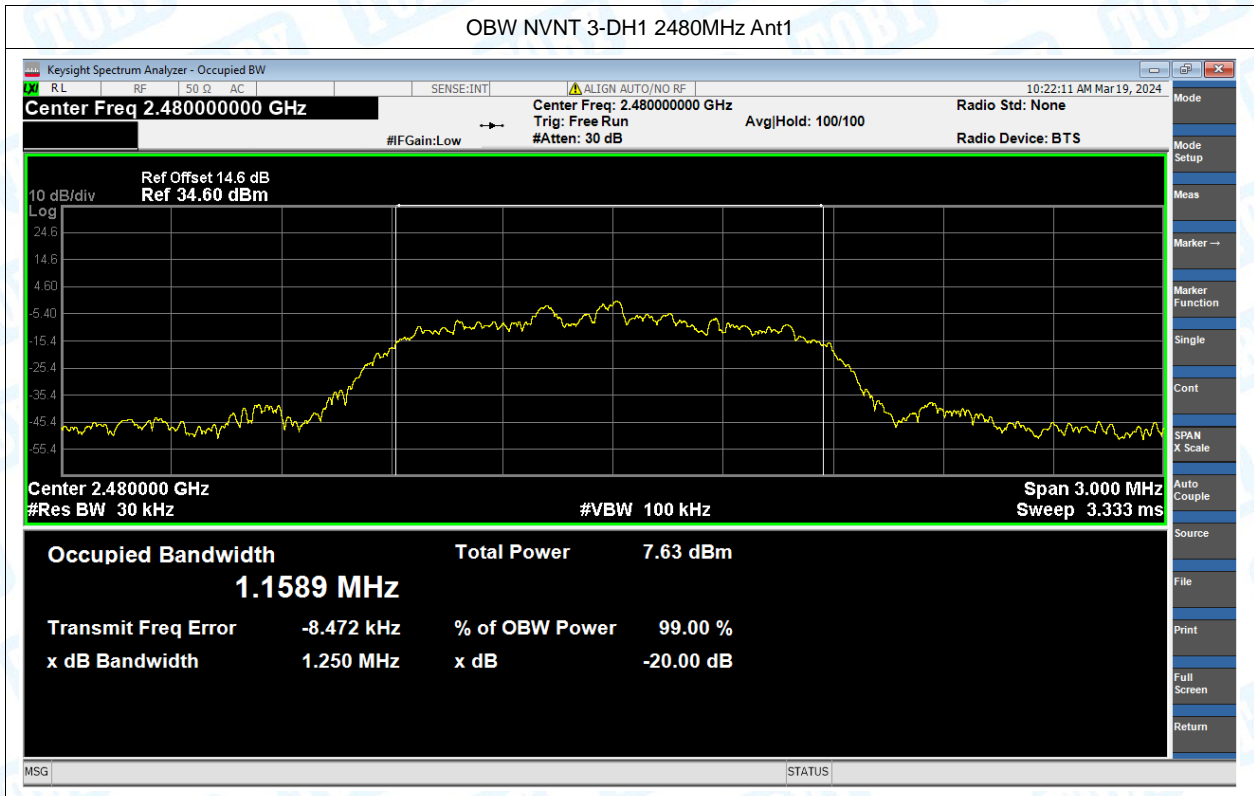 OBW NVNT 3-DH1 2480MHz Ant1
Keysight Spectrum Analyzer - Occupied BW
LXI RL RF 50 Ω AC SENSE:INT ALIGN AUTO/NO RF 10:22:11 AM Mar 19, 2024
Center Freq 2.480000000 GHz
Center Freq: 2.480000000 GHz
Radio Std: None
Trig: Free Run
Avg|Hold: 100/100
#IFGain:Low
#Atten: 30 dB
Radio Device: BTS
Ref Offset 14.6 dB
10 dB/div
Ref 34.60 dBm
Log
24.6
14.6
4.60
-5.40
-15.4
-25.4
-35.4
-45.4
-55.4
Center 2.480000 GHz
Span 3.000 MHz
#Res BW 30 kHz
#VBW 100 kHz
Sweep 3.333 ms
Occupied Bandwidth
Total Power 7.63 dBm
1.1589 MHz
Transmit Freq Error -8.472 kHz
% of OBW Power 99.00 %
x dB Bandwidth 1.250 MHz
x dB -20.00 dB
Mode
Mode
Setup
Meas
Marker→
Marker
Function
Single
Cont
SPAN
X Scale
Auto
Couple
Source
File
Print
Full
Screen
Return
MSG
STATUS
TOBY